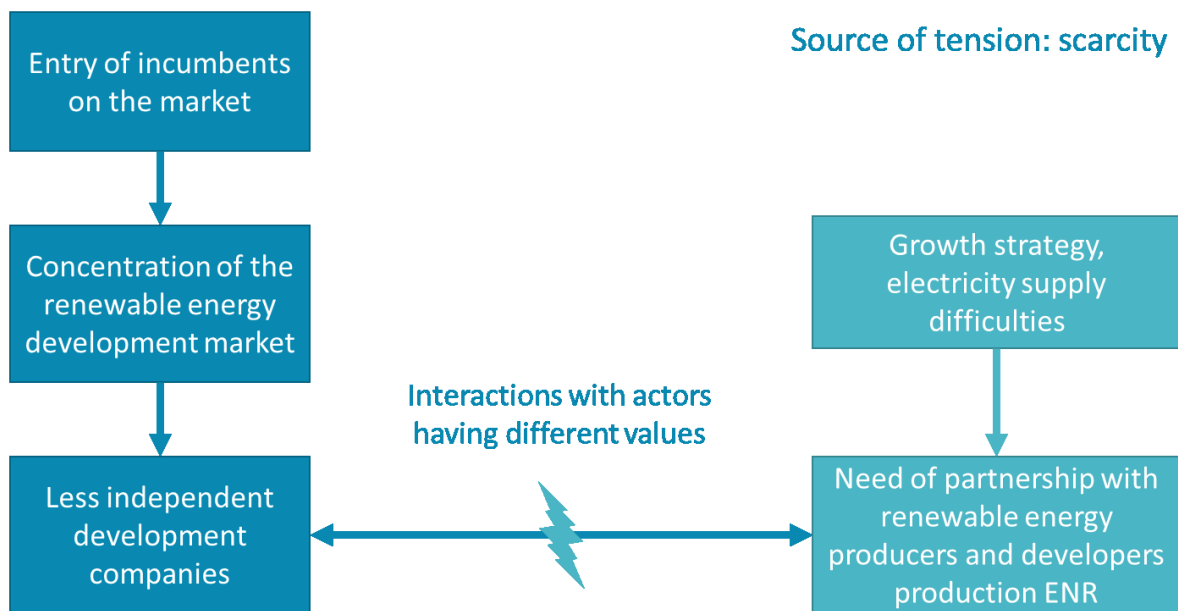 Source of tension: scarcity
Entry of incumbents
on the market
Concentration of the
renewable energy
development market
Growth strategy,
electricity supply
difficulties
Interactions with actors
having different values
Less independent
development
companies
Need of partnership with
renewable energy
producers and developers
production ENR